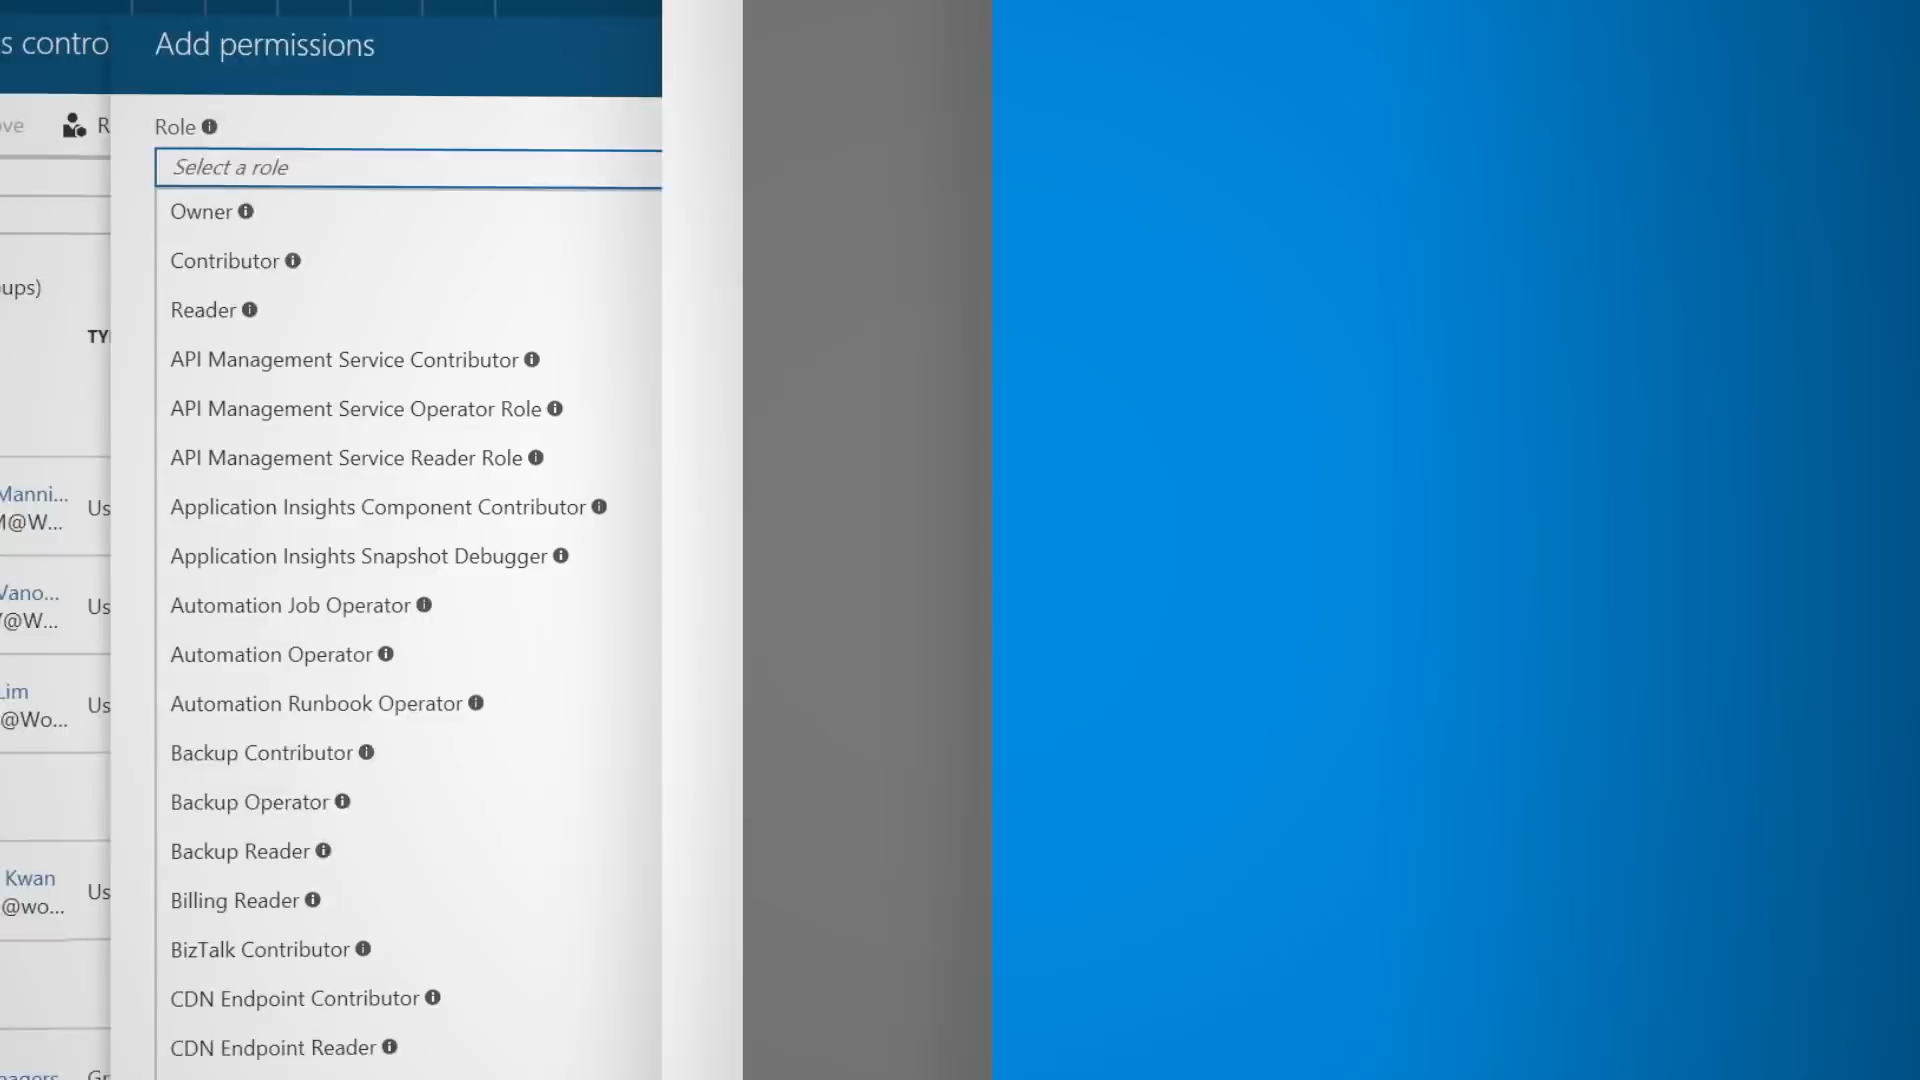 s contro
Add permissions
ove
R
Role
Select a role
Owner
Contributor
Reader
API Management Service Contributor
API Management Service Operator Role
API Management Service Reader Role
Application Insights Component Contributor
Application Insights Snapshot Debugger
Automation Job Operator
Automation Operator
Automation Runbook Operator
Backup Contributor
Backup Operator
Backup Reader
Billing Reader
BizTalk Contributor
CDN Endpoint Contributor
CDN Endpoint Reader
ups)
TY
Manni...
M@W...
Us
Vano...
@W...
Us
Lim
@Wo...
Us
Kwan
@wo...
Us